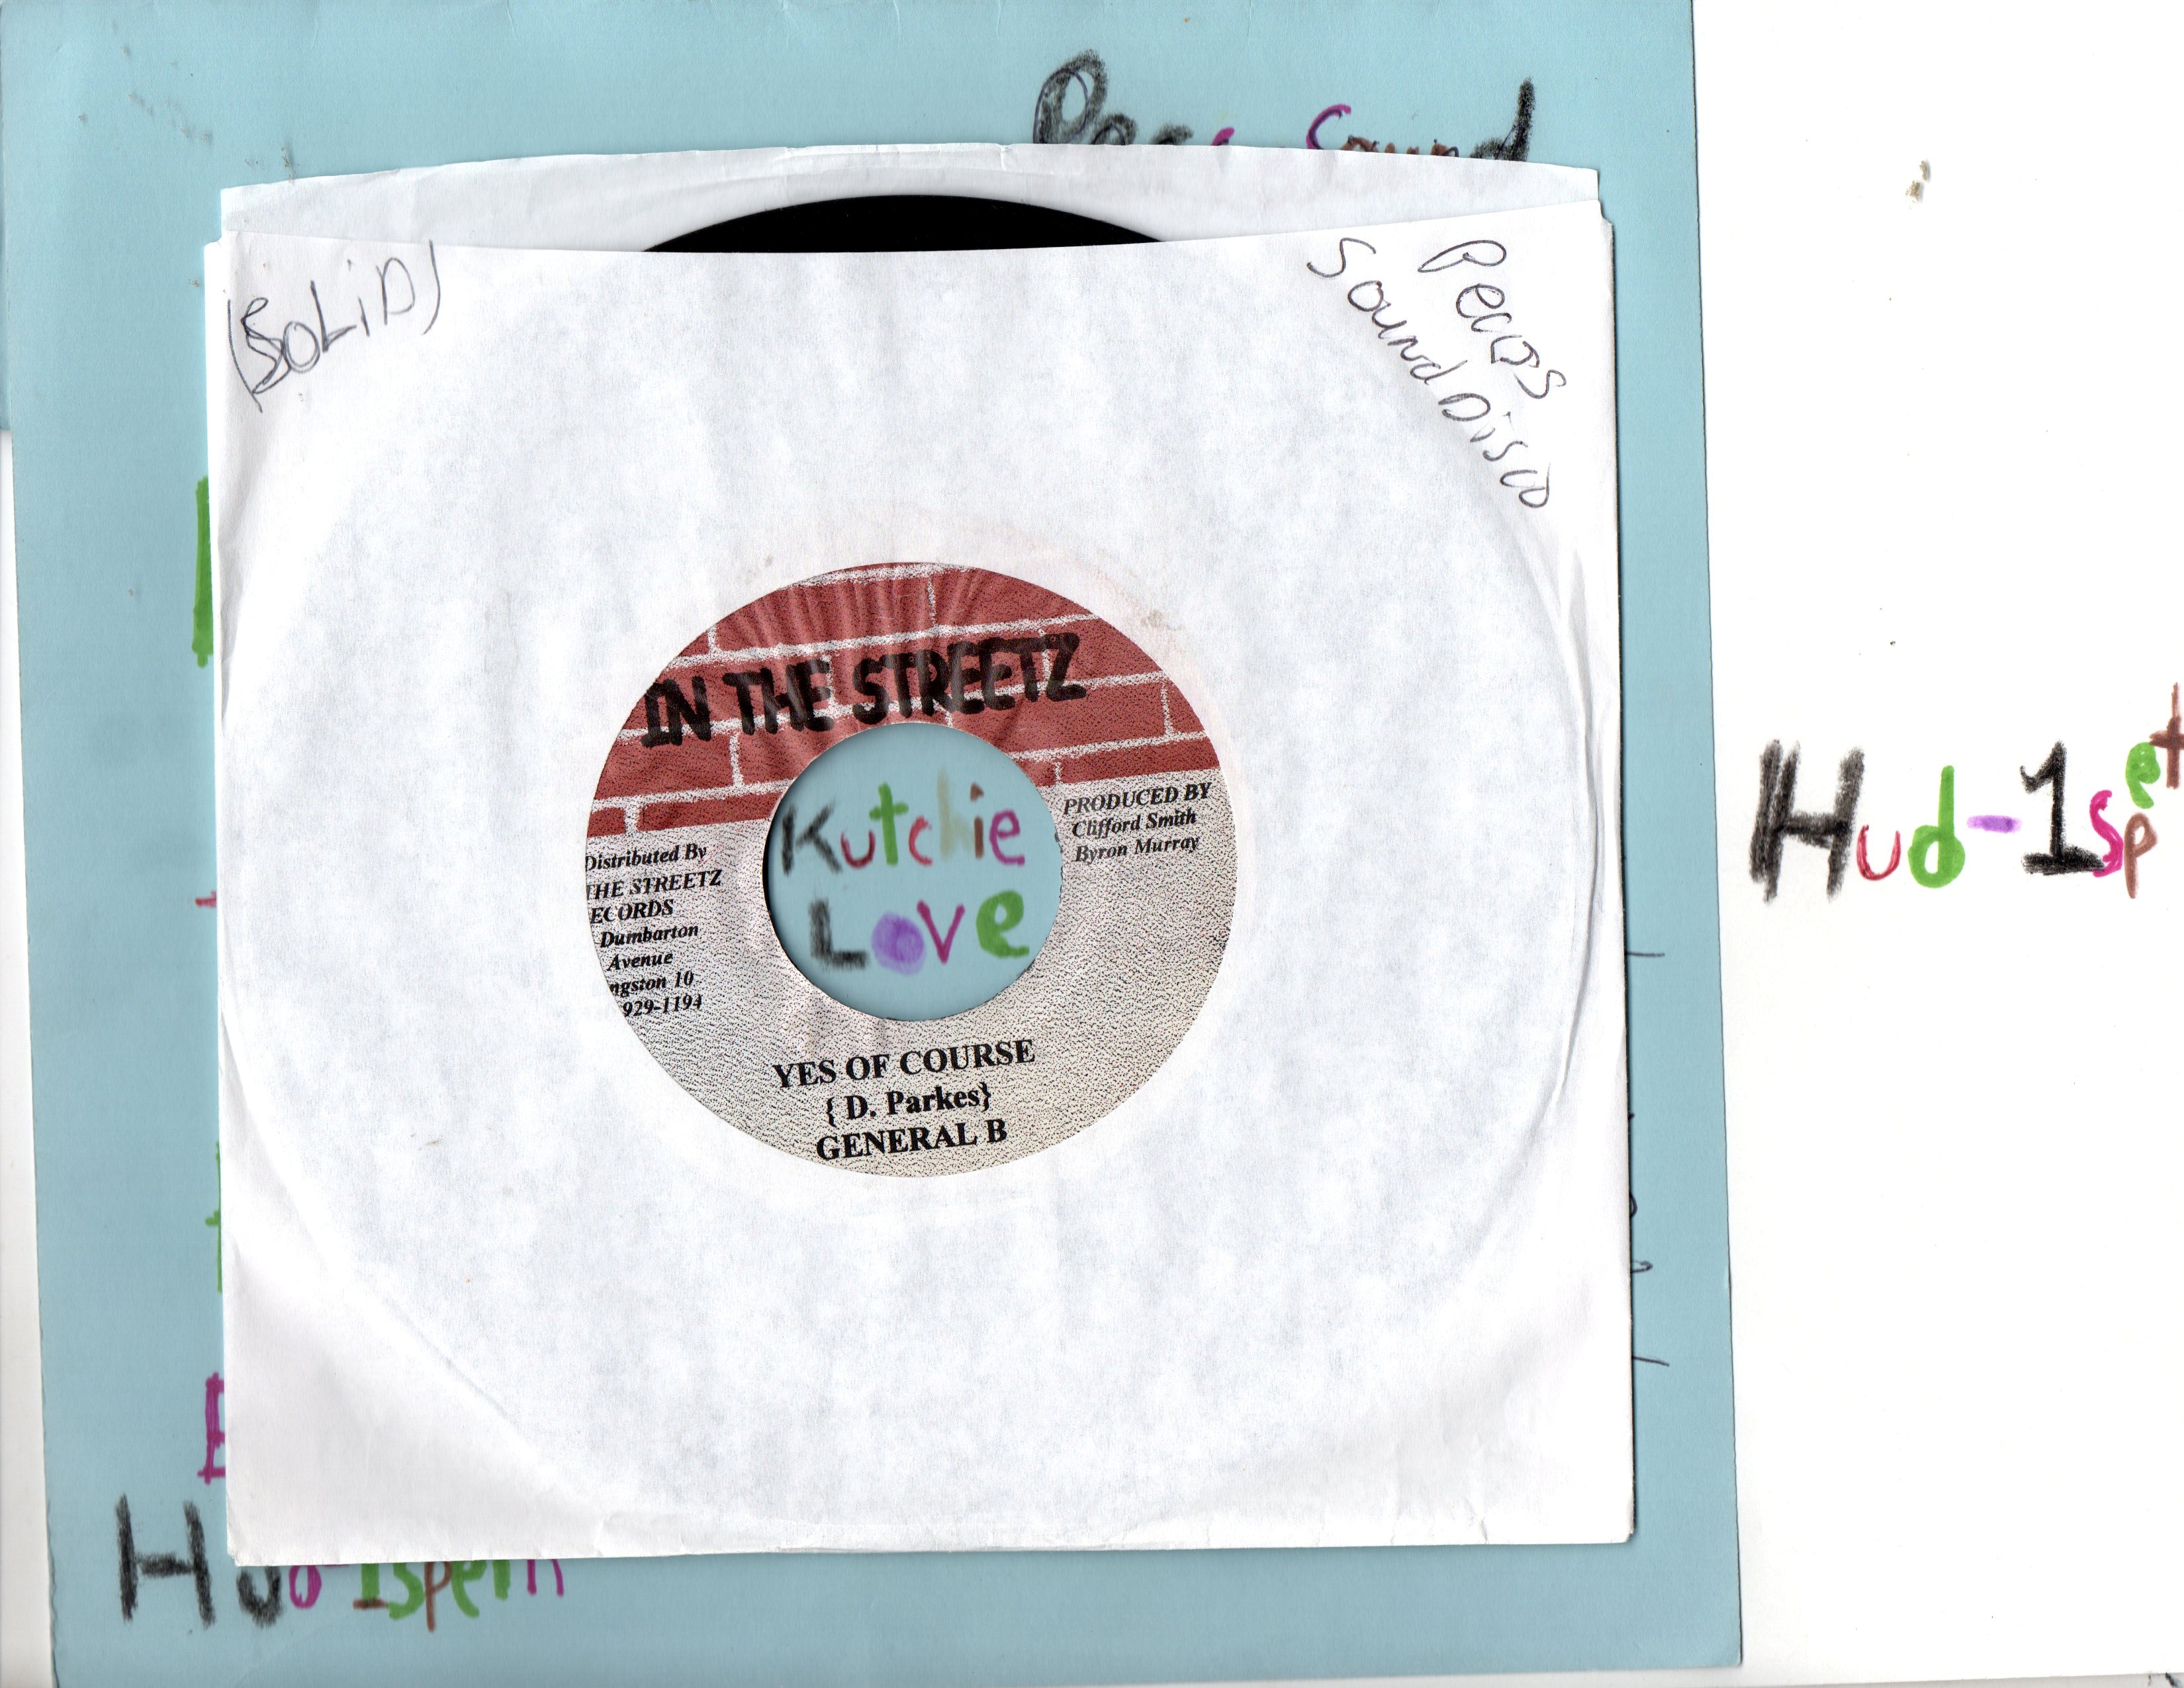 Sound
(SOLiD)
Pecos
Sound Disco
IN THE STREETZ
Kutchie
Love
PRODUCED BY
Clifford Smith
Byron Murray
Distributed By
THE STREETZ
ECORDS
Dumbarton
Avenue
ngston 10
929-1194
YES OF COURSE
{ D. Parkes}
GENERAL B
Hud-1spet